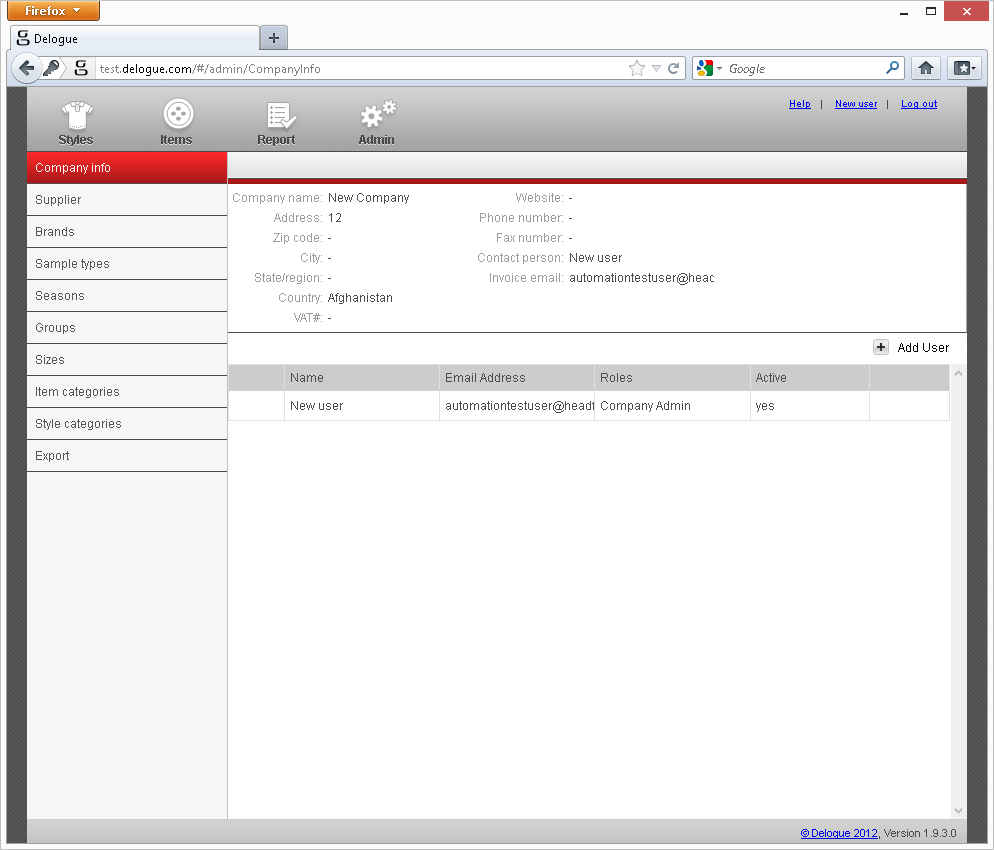 Firefox
Delogue
test.delogue.com/#/admin/CompanyInfo
Google
Help | New user | Log out
Styles Items Report Admin
Company info
Supplier
Brands
Sample types
Seasons
Groups
Sizes
Item categories
Style categories
Export
Company name: New Company Website: -
Address: 12 Phone number: -
Zip code: - Fax number: -
City: - Contact person: New user
State/region: - Invoice email: automationtestuser@heac
Country: Afghanistan
VAT#: -
Add User
Name Email Address Roles Active
New user automationtestuser@headt Company Admin yes
© Delogue 2012, Version 1.9.3.0